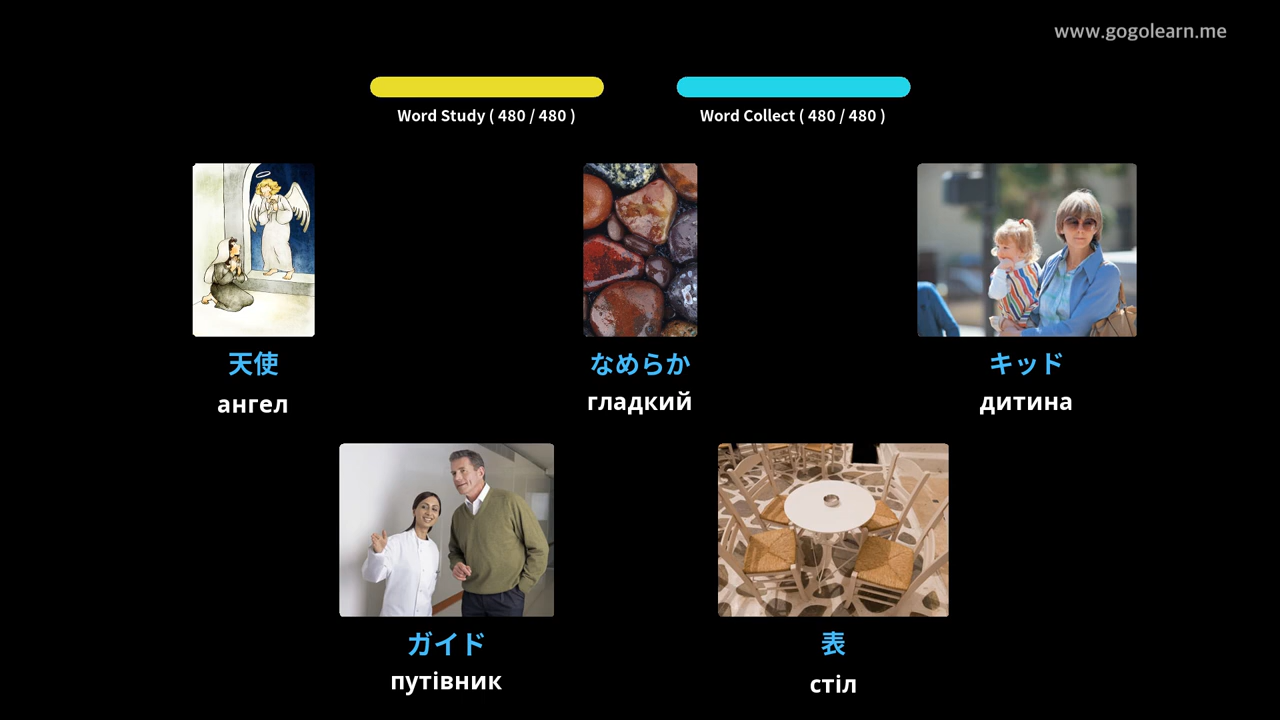 www.gogolearn.me
Word Study ( 480 / 480 )
Word Collect ( 480 / 480 )
天使
ангел
なめらか
гладкий
キッド
дитина
ガイド
путівник
表
стіл